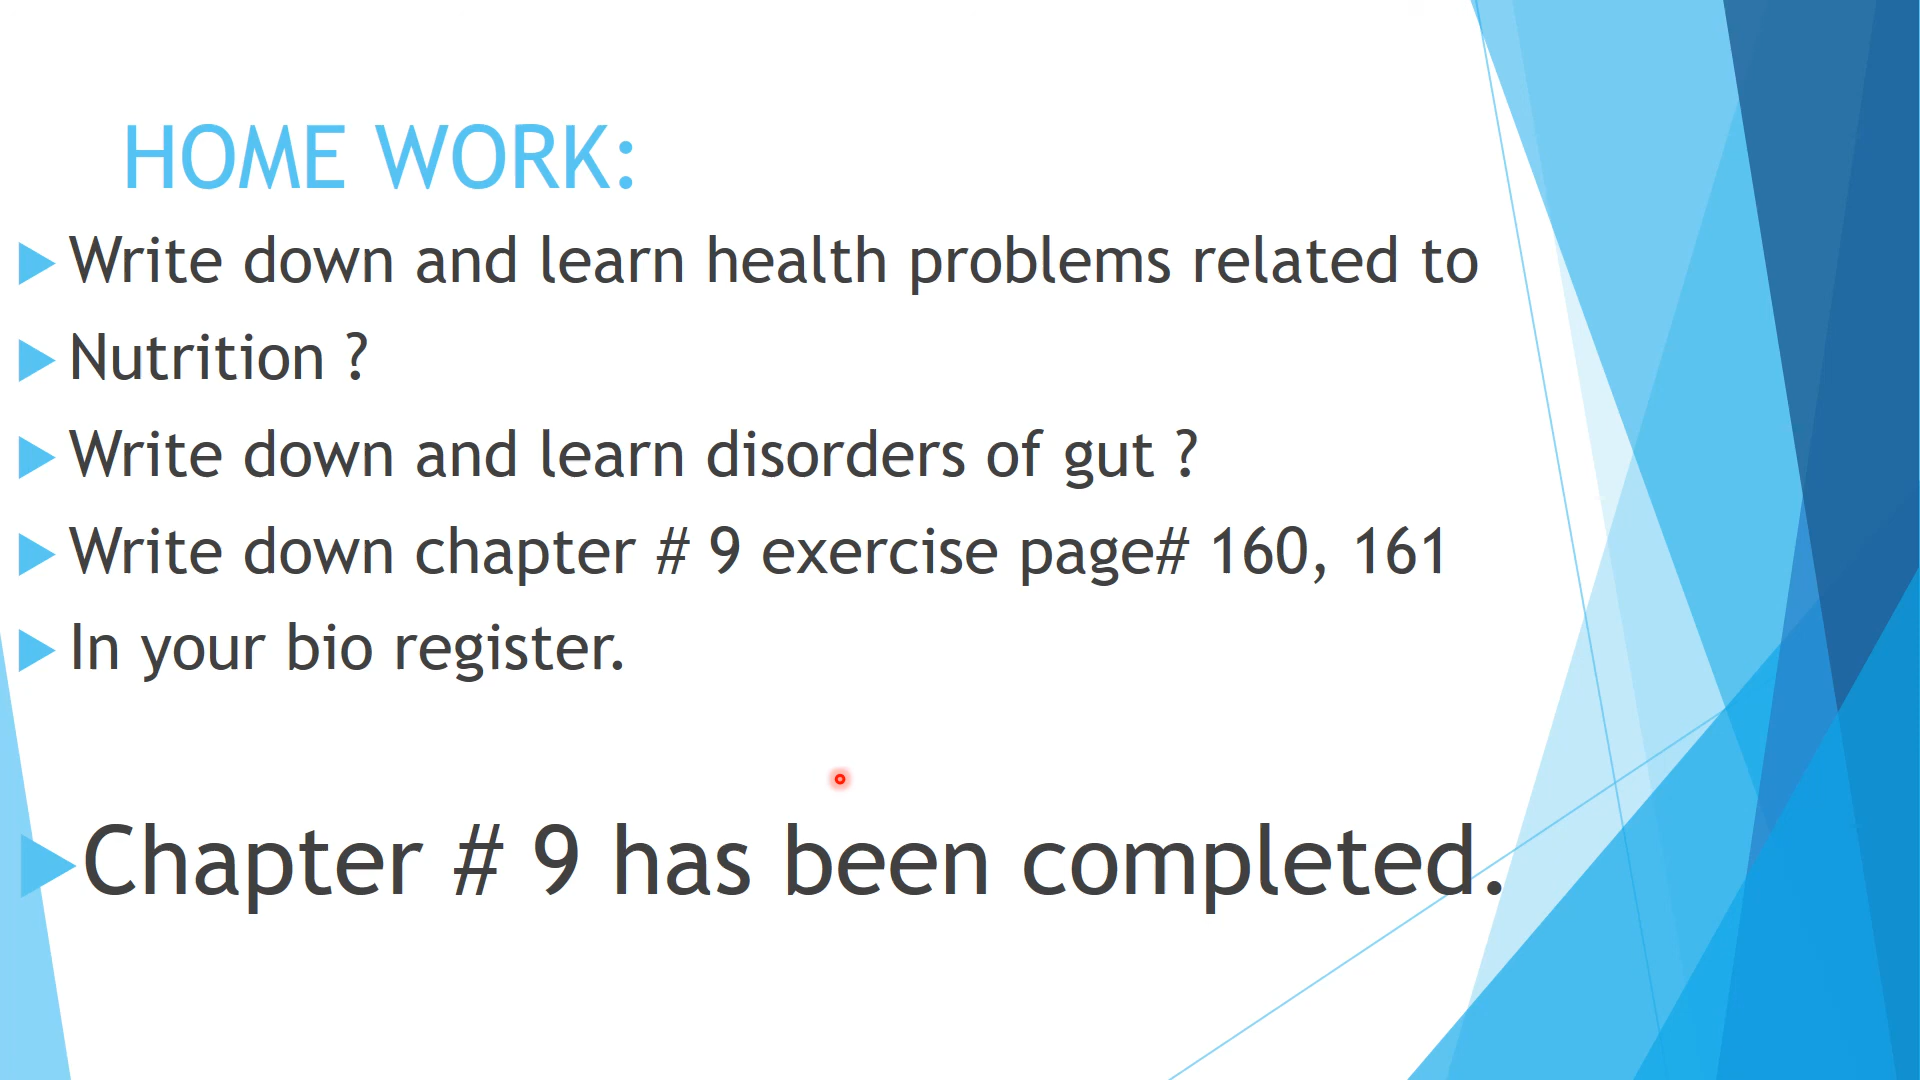 HOME WORK:
Write down and learn health problems related to
Nutrition ?
Write down and learn disorders of gut ?
Write down chapter # 9 exercise page# 160, 161
In your bio register.
Chapter # 9 has been completed.